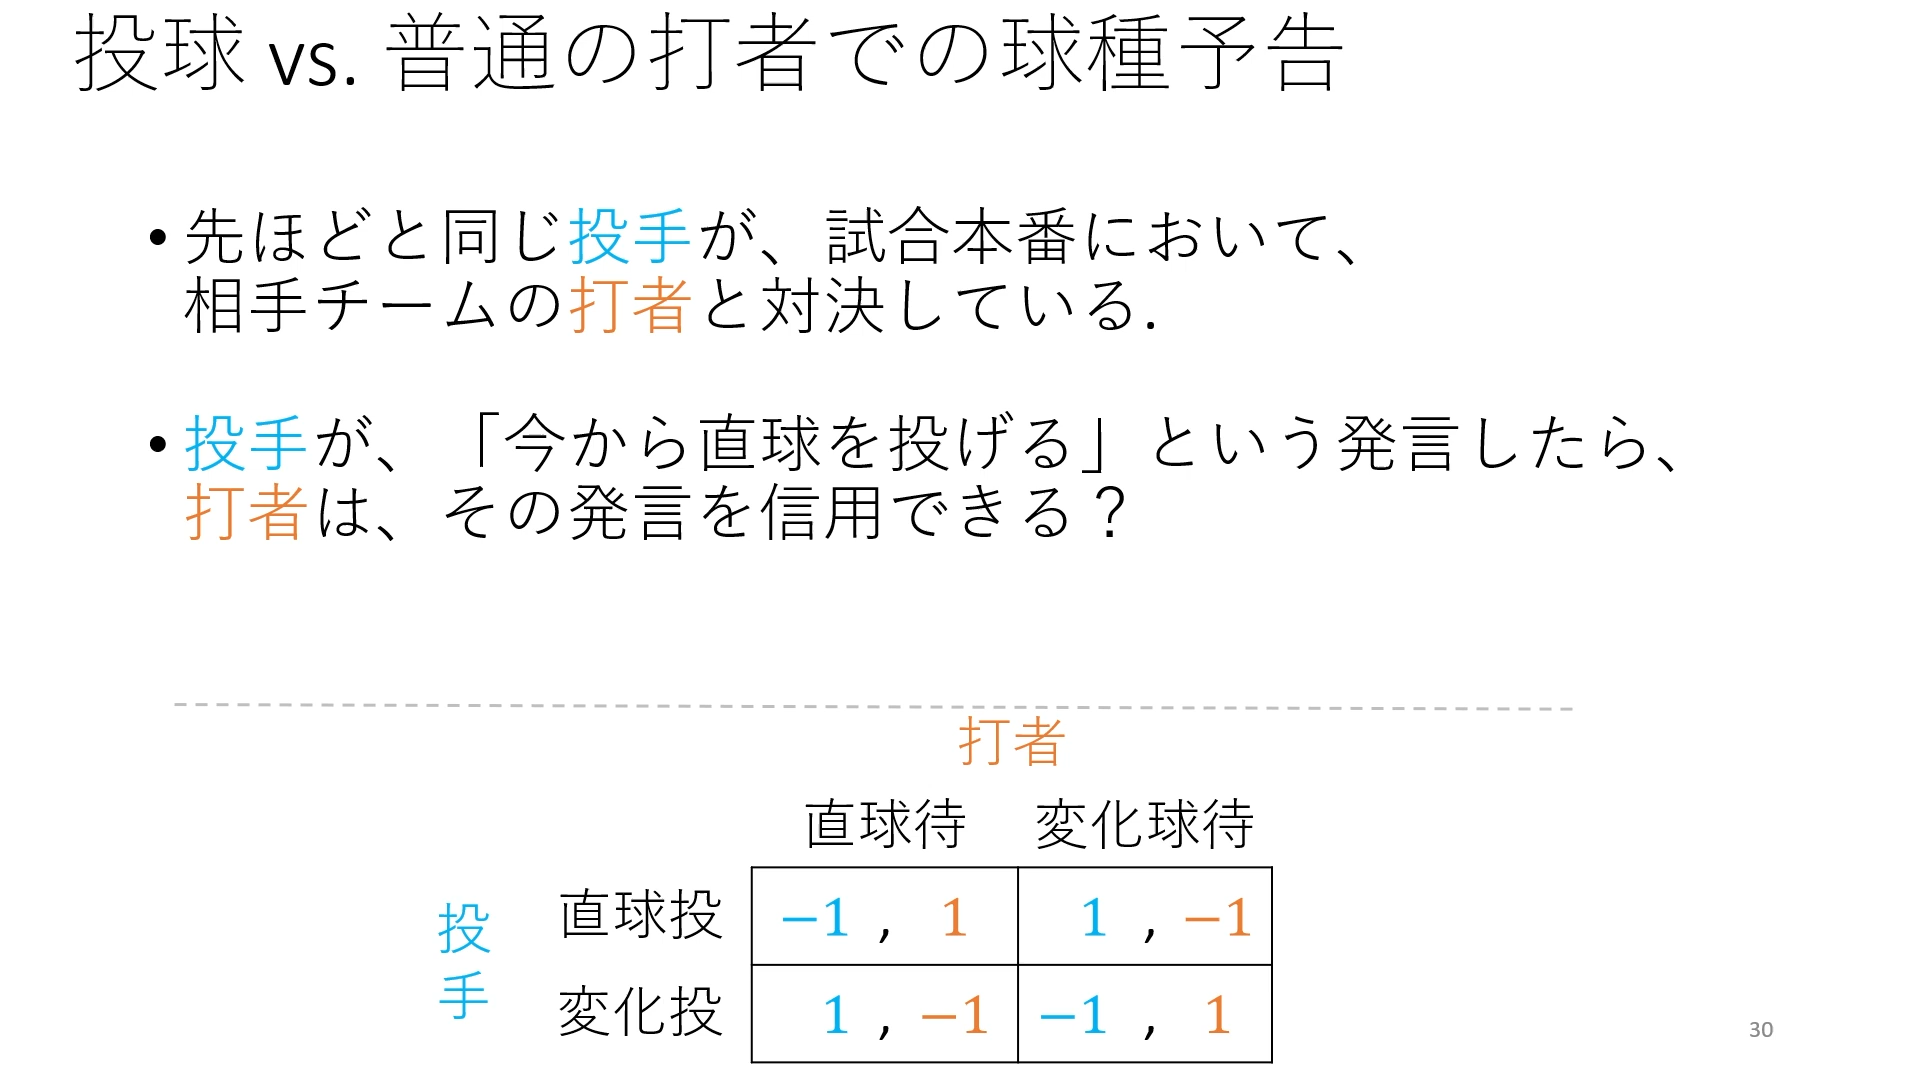 投球 vs. 普通の打者での球種予告
• 先ほどと同じ投手が、試合本番において、
相手チームの打者と対決している.
• 投手が、「今から直球を投げる」という発言したら、
打者は、その発言を信用できる？
打者
直球待 変化球待
投手
直球投 −1 , 1 1 , −1
変化投 1 , −1 −1 , 1
30